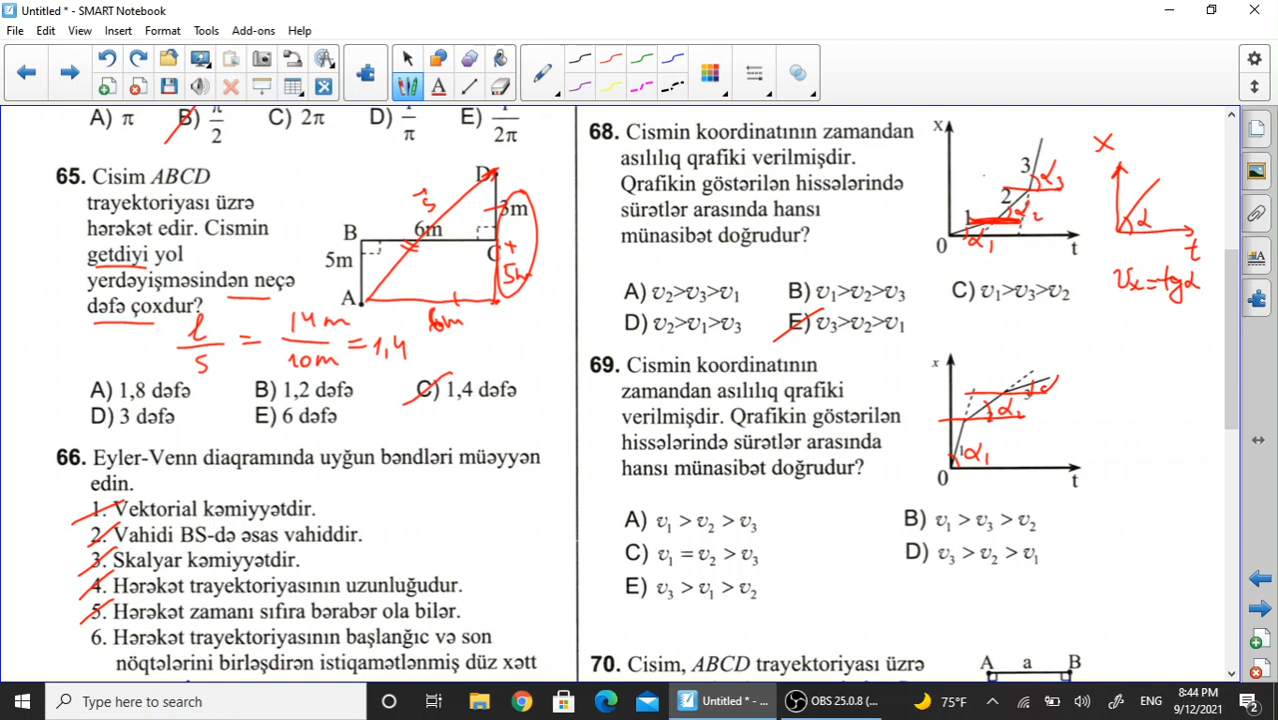 Untitled * - SMART Notebook
File Edit View Insert Format Tools Add-ons Help
A) π B) π/2 C) 2π D) 1/π E) 1/2π
65. Cisim ABCD
trayektoriyası üzrə
hərəkət edir. Cismin
getdiyi yol
yerdəyişməsindən neçə
dəfə çoxdur?
D
3m
6m
B
C
5m
A
s
+
5m
6m
l/s = 14m/10m = 1,4
A) 1,8 dəfə B) 1,2 dəfə C) 1,4 dəfə
D) 3 dəfə E) 6 dəfə
66. Eyler-Venn diaqramında uyğun bəndləri müəyyən
edin.
1. Vektorial kəmiyyətdir.
2. Vahidi BS-də əsas vahiddir.
3. Skalyar kəmiyyətdir.
4. Hərəkət trayektoriyasının uzunluğudur.
5. Hərəkət zamanı sıfıra bərabər ola bilər.
6. Hərəkət trayektoriyasının başlanğıc və son
nöqtələrini birləşdirən istiqamətlənmiş düz xətt
68. Cismin koordinatının zamandan
asılılıq qrafiki verilmişdir.
Qrafikin göstərilən hissələrində
sürətlər arasında hansı
münasibət doğrudur?
x
3
α3
2
α2
1
α1
0 t
X
α
t
υx=tgα
A) υ2>υ3>υ1 B) υ1>υ2>υ3 C) υ1>υ3>υ2
D) υ2>υ1>υ3 E) υ3>υ2>υ1
69. Cismin koordinatının
zamandan asılılıq qrafiki
verilmişdir. Qrafikin göstərilən
hissələrində sürətlər arasında
hansı münasibət doğrudur?
x
3
2 α2
1 α1
0 t
A) υ1 > υ2 > υ3 B) υ1 > υ3 > υ2
C) υ1 = υ2 > υ3 D) υ3 > υ2 > υ1
E) υ3 > υ1 > υ2
70. Cisim, ABCD trayektoriyası üzrə
A a B
Type here to search
Untitled * - ...
OBS 25.0.8 (...
75°F
ENG
8:44 PM
9/12/2021
2